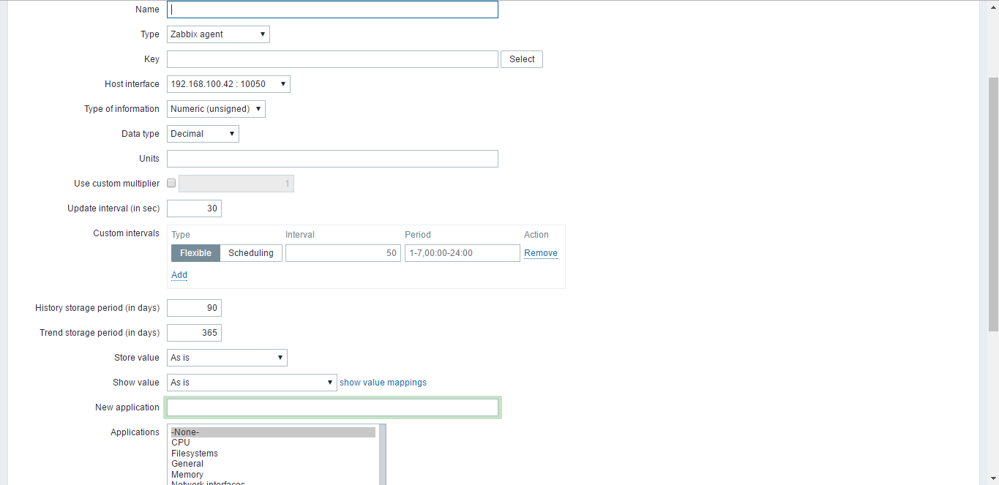 Name
Type Zabbix agent
Key Select
Host interface 192.168.100.42 : 10050
Type of information Numeric (unsigned)
Data type Decimal
Units
Use custom multiplier 1
Update interval (in sec) 30
Custom intervals Type Interval Period Action
Flexible Scheduling 50 1-7,00:00-24:00 Remove
Add
History storage period (in days) 90
Trend storage period (in days) 365
Store value As is
Show value As is show value mappings
New application
Applications -None-
CPU
Filesystems
General
Memory
Network interfaces